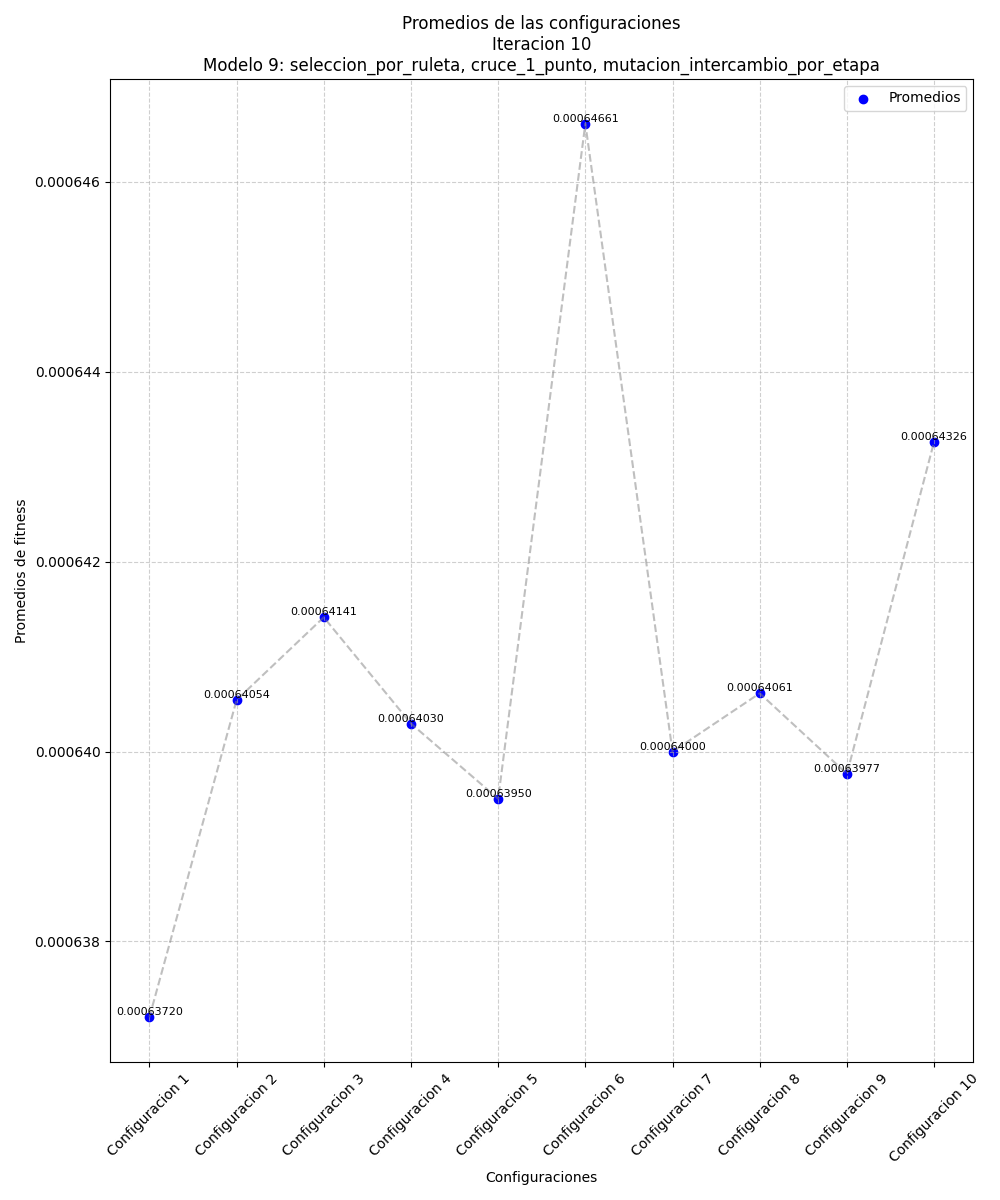 Promedios de las configuraciones
Iteracion 10
Modelo 9: seleccion_por_ruleta, cruce_1_punto, mutacion_intercambio_por_etapa
Promedios
0.00064661
0.000646
0.000644
0.00064326
0.000642
0.00064141
0.00064054
0.00064061
0.00064030
0.000640
0.00064000
0.00063977
0.00063950
0.000638
0.00063720
Promedios de fitness
Configuracion 1
Configuracion 2
Configuracion 3
Configuracion 4
Configuracion 5
Configuracion 6
Configuracion 7
Configuracion 8
Configuracion 9
Configuracion 10
Configuraciones